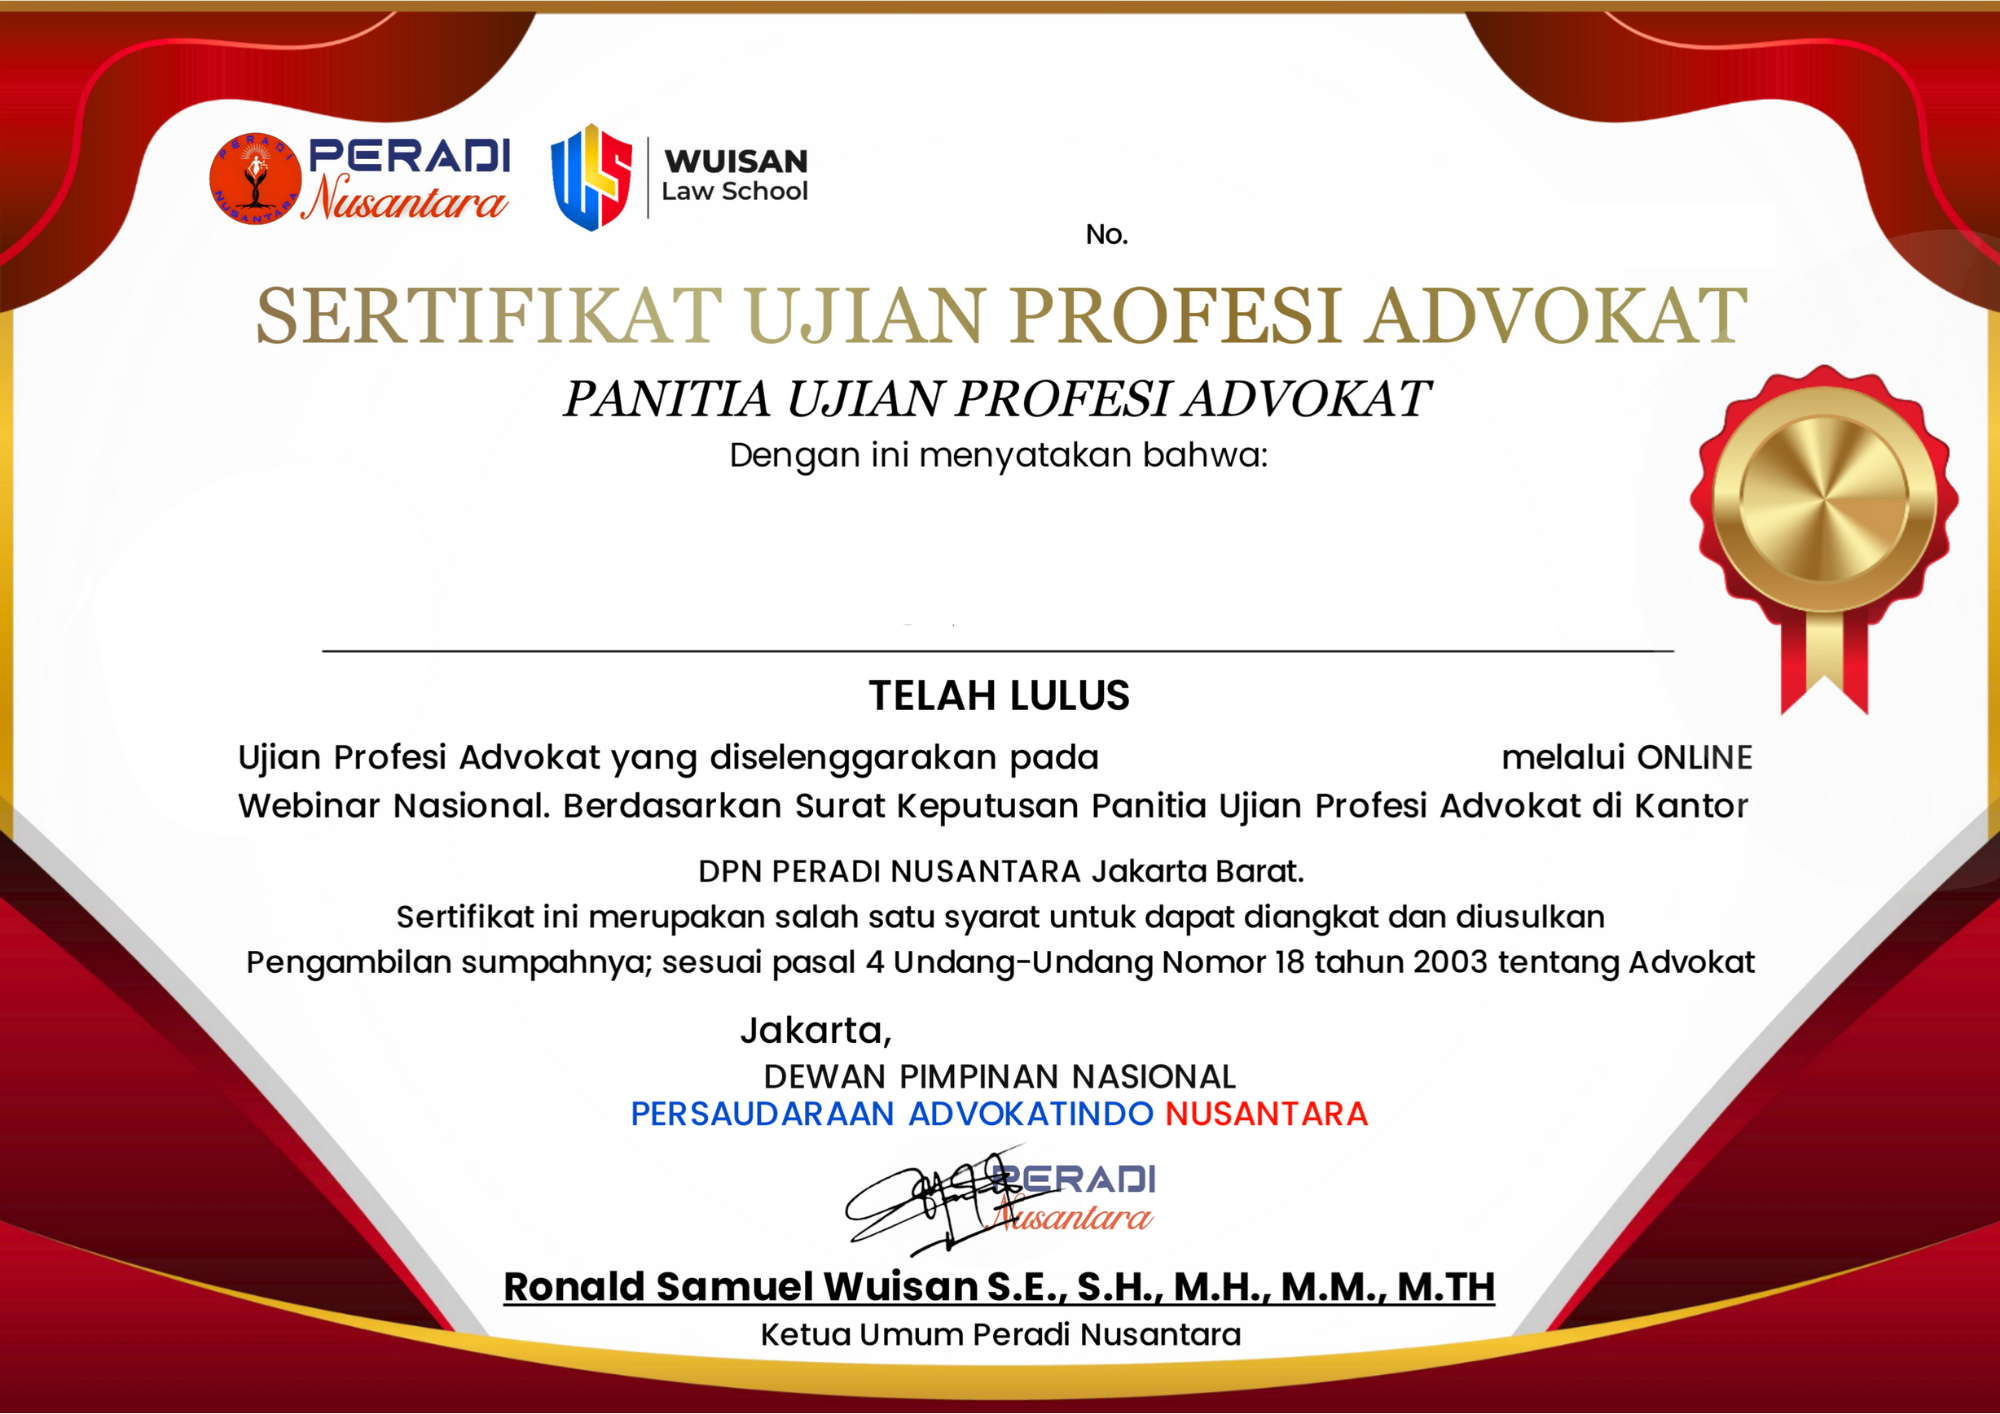 PERADI
Nusantara
PERADI NUSANTARA
WUISAN
Law School
No.
SERTIFIKAT UJIAN PROFESI ADVOKAT
PANITIA UJIAN PROFESI ADVOKAT
Dengan ini menyatakan bahwa:
TELAH LULUS
Ujian Profesi Advokat yang diselenggarakan pada melalui ONLINE
Webinar Nasional. Berdasarkan Surat Keputusan Panitia Ujian Profesi Advokat di Kantor
DPN PERADI NUSANTARA Jakarta Barat.
Sertifikat ini merupakan salah satu syarat untuk dapat diangkat dan diusulkan
Pengambilan sumpahnya; sesuai pasal 4 Undang-Undang Nomor 18 tahun 2003 tentang Advokat
Jakarta,
DEWAN PIMPINAN NASIONAL
PERSAUDARAAN ADVOKATINDO NUSANTARA
PERADI
Nusantara
Ronald Samuel Wuisan S.E., S.H., M.H., M.M., M.TH
Ketua Umum Peradi Nusantara